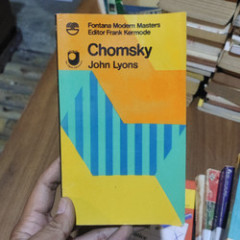 Fontana Modern Masters
Editor Frank Kermode
Chomsky
John Lyons